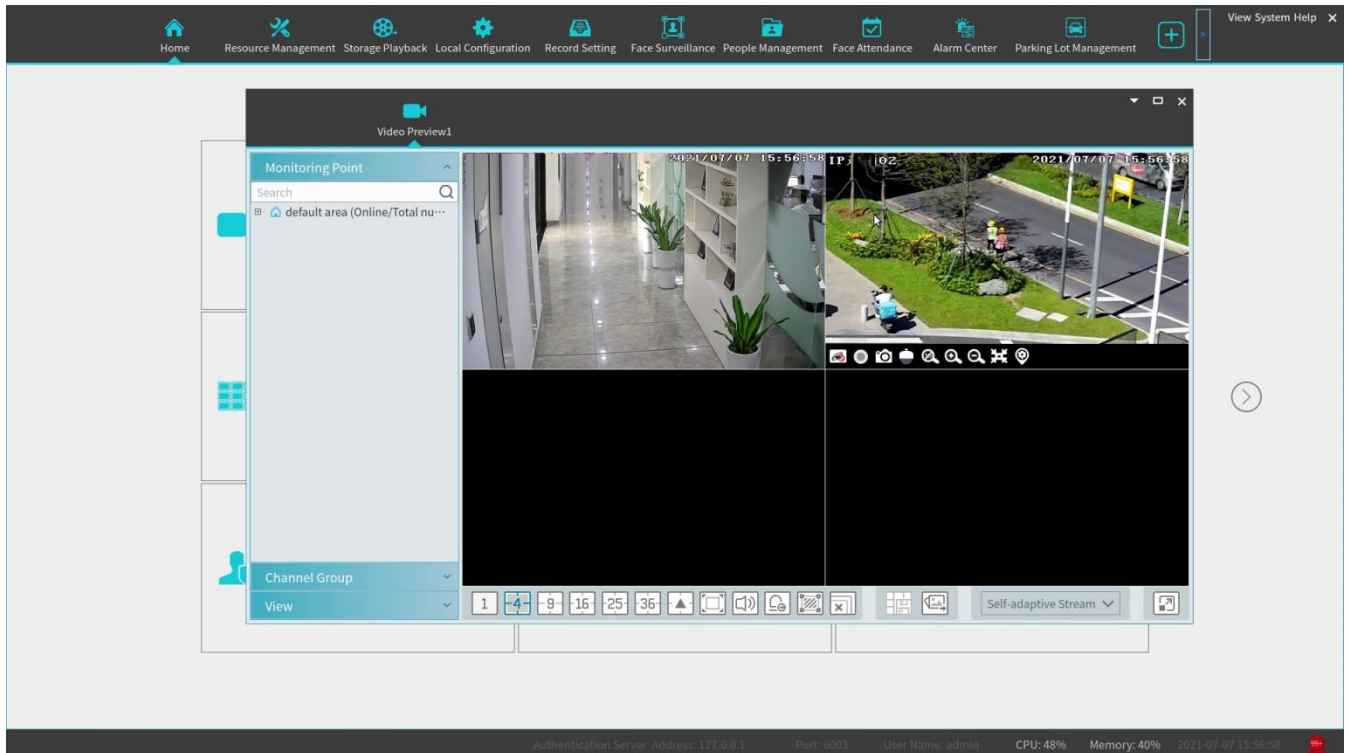 View System Help
Home
Resource Management
Storage Playback
Local Configuration
Record Setting
Face Surveillance
People Management
Face Attendance
Alarm Center
Parking Lot Management
Video Preview1
Monitoring Point
Search
default area (Online/Total nu···
2021/07/07 15:56:58
2021/07/07 15:56:58
Channel Group
View
1 4 9 16 25 36
Self-adaptive Stream
Authentication Server Address: 127.0.0.1 Port: 6003 User Name: admin CPU: 48% Memory: 40% 2021-07-07 15:56:58 99+